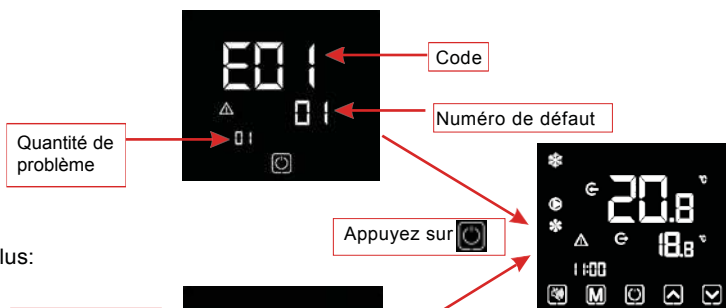 E01
Code
01
Numéro de défaut
Quantité de
problème
01
Appuyez sur
20.8 °C
18.8 °C
11:00
M
lus: